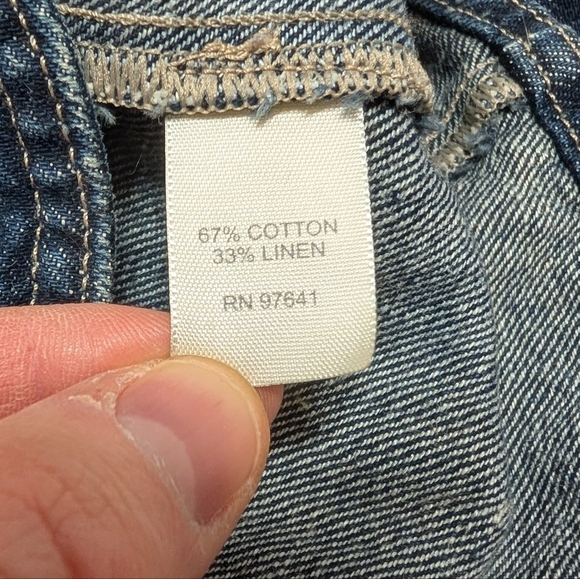 67% COTTON
33% LINEN
RN 97641